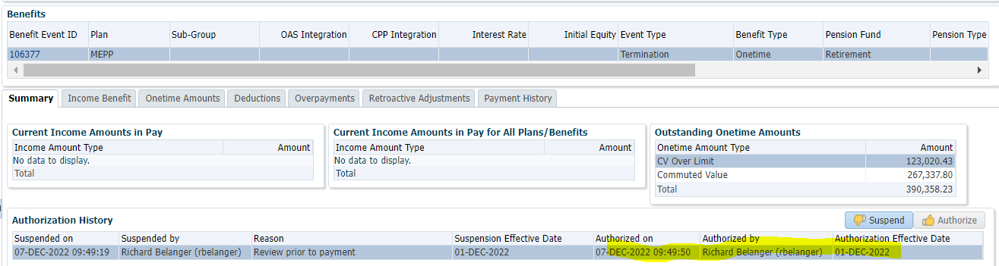 Benefits
Benefit Event ID Plan Sub-Group OAS Integration CPP Integration Interest Rate Initial Equity Event Type Benefit Type Pension Fund Pension Type
106377 MEPP Termination Onetime Retirement
Summary Income Benefit Onetime Amounts Deductions Overpayments Retroactive Adjustments Payment History
Current Income Amounts in Pay
Income Amount Type Amount
No data to display.
Total
Current Income Amounts in Pay for All Plans/Benefits
Income Amount Type Amount
No data to display.
Total
Outstanding Onetime Amounts
Onetime Amount Type Amount
CV Over Limit 123,020.43
Commuted Value 267,337.80
Total 390,358.23
Authorization History Suspend Authorize
Suspended on Suspended by Reason Suspension Effective Date Authorized on Authorized by Authorization Effective Date
07-DEC-2022 09:49:19 Richard Belanger (rbelanger) Review prior to payment 01-DEC-2022 07-DEC-2022 09:49:50 Richard Belanger (rbelanger) 01-DEC-2022